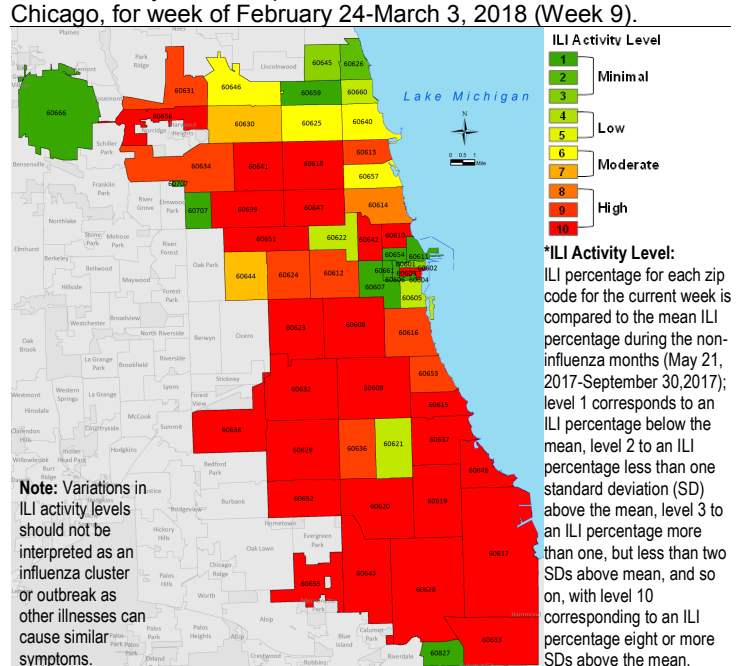 Chicago, for week of February 24-March 3, 2018 (Week 9).
ILI Activity Level
1
2
3
Minimal
4
5
Low
6
7
Moderate
8
9
10
High
*ILI Activity Level:
ILI percentage for each zip
code for the current week is
compared to the mean ILI
percentage during the non-
influenza months (May 21,
2017-September 30,2017);
level 1 corresponds to an
ILI percentage below the
mean, level 2 to an ILI
percentage less than one
standard deviation (SD)
above the mean, level 3 to
an ILI percentage more
than one, but less than two
SDs above mean, and so
on, with level 10
corresponding to an ILI
percentage eight or more
SDs above the mean.
Lake Michigan
N
0 0.5 1
Mile
Niles
Plaines
Park
Ridge
Lincolnwood
60645
60626
60631
60646
60659
60660
60666
60630
60625
60640
Norridge
Heights
Schiller
Park
Bensenville
60634
60641
60618
60613
60657
Franklin
Park
60707
River
Grove
Elmwood
Park
60707
60639
60647
60614
Northlake
Stone
Park
Melrose
Park
River
Forest
60651
60622
60642
60610
Elmhurst
Berkeley
Bellwood
Maywood
Oak Park
60654
60611
60602
60661
60601
60604
60606
60607
60605
Hillside
Forest
Park
60644
60624
60612
Westchester
Broadview
North Riverside
Berwyn
Cicero
60623
60608
60616
Oak
Brook
La Grange
Park
Brookfield
Riverside
Stickney
60653
Westmont
Western
Springs
La Grange
Lyons
Forest
View
60632
60609
60615
Hinsdale
McCook
Summit
60638
Clarendon
Hills
Countryside
60629
60636
60621
60637
Willowbrook
Burr
Ridge
Indian
Head Park
Hodgkins
Bedford
Park
60649
Justice
Bridgeview
Burbank
60652
60620
60619
Hometown
Hickory
Hills
Oak Lawn
Evergreen
Park
60617
Palos
Hills
Chicago
Ridge
60655
60643
60628
Worth
Alsip
Hammond
Palos
Park
Palos
Heights
Alsip
Blue
Island
Calumet
Park
60633
Orland
Crestwood
Robbins
Riverdale
60827
Note: Variations in
ILI activity levels
should not be
interpreted as an
influenza cluster
or outbreak as
other illnesses can
cause similar
symptoms.